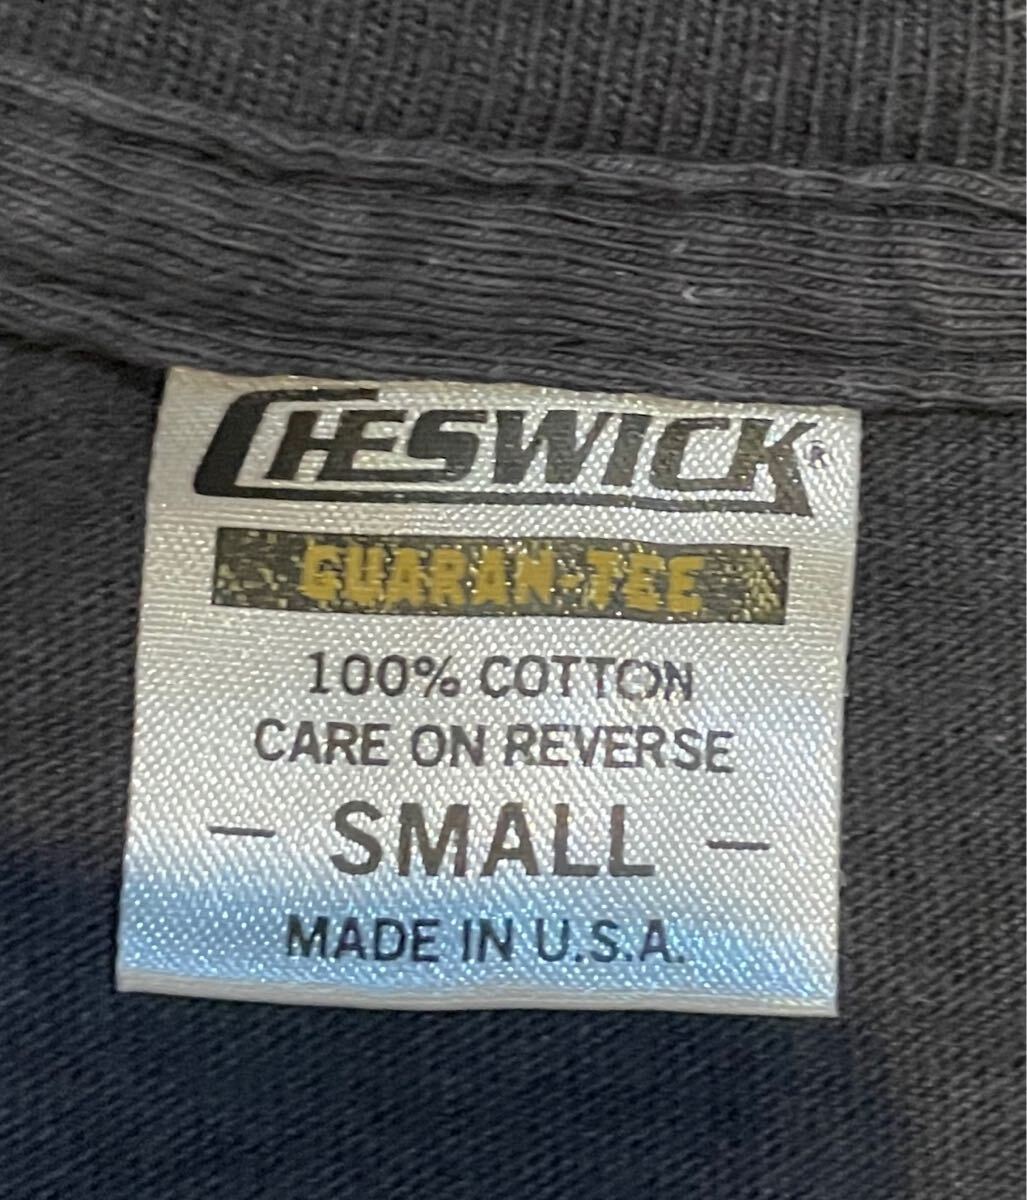 CHESWICK®
GUARAN-TEE
100% COTTON
CARE ON REVERSE
- SMALL -
MADE IN U.S.A.